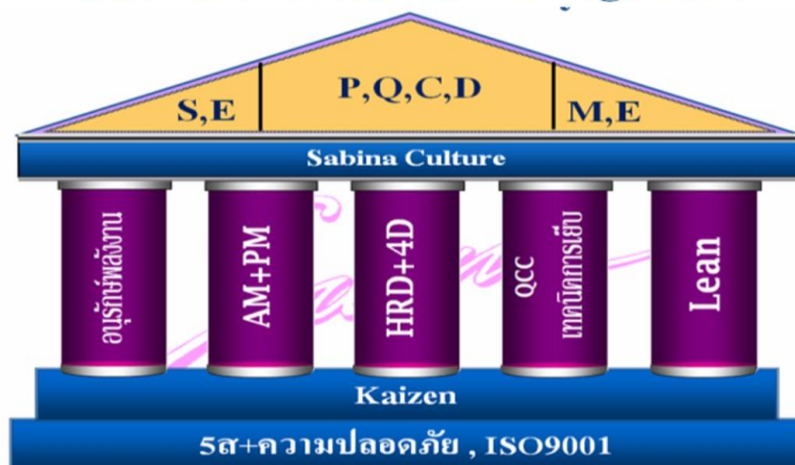 P,Q,C,D
S,E
M,E
Sabina Culture
อนุรักษ์พลังงาน
AM+PM
HRD+4D
QCC
เทคนิคการเย็บ
Lean
Kaizen
5ส+ความปลอดภัย , ISO9001